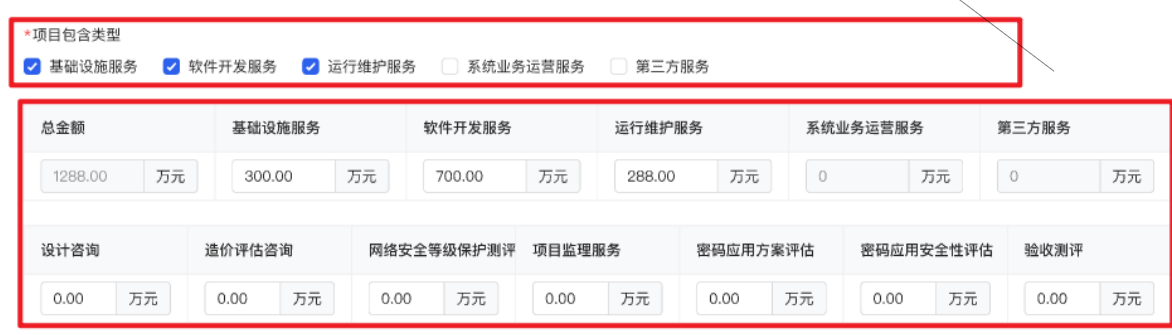 *项目包含类型
基础设施服务 软件开发服务 运行维护服务 系统业务运营服务 第三方服务
总金额 基础设施服务 软件开发服务 运行维护服务 系统业务运营服务 第三方服务
1288.00 万元 300.00 万元 700.00 万元 288.00 万元 0 万元 0 万元
设计咨询 造价评估咨询 网络安全等级保护测评 项目监理服务 密码应用方案评估 密码应用安全性评估 验收测评
0.00 万元 0.00 万元 0.00 万元 0.00 万元 0.00 万元 0.00 万元 0.00 万元